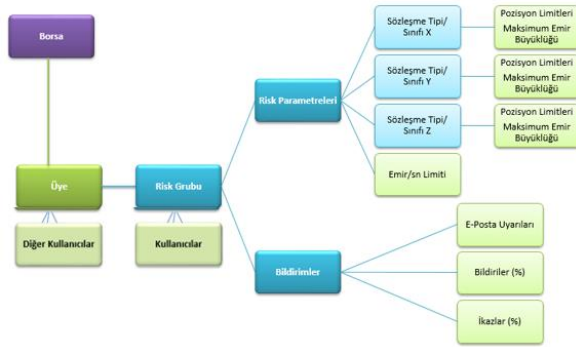 Borsa
Üye
Diğer Kullanıcılar
Risk Grubu
Kullanıcılar
Risk Parametreleri
Sözleşme Tipi/
Sınıfı X
Pozisyon Limitleri
Maksimum Emir
Büyüklüğü
Sözleşme Tipi/
Sınıfı Y
Pozisyon Limitleri
Maksimum Emir
Büyüklüğü
Sözleşme Tipi/
Sınıfı Z
Pozisyon Limitleri
Maksimum Emir
Büyüklüğü
Emir/sn Limiti
Bildirimler
E-Posta Uyarıları
Bildiriler (%)
İkazlar (%)